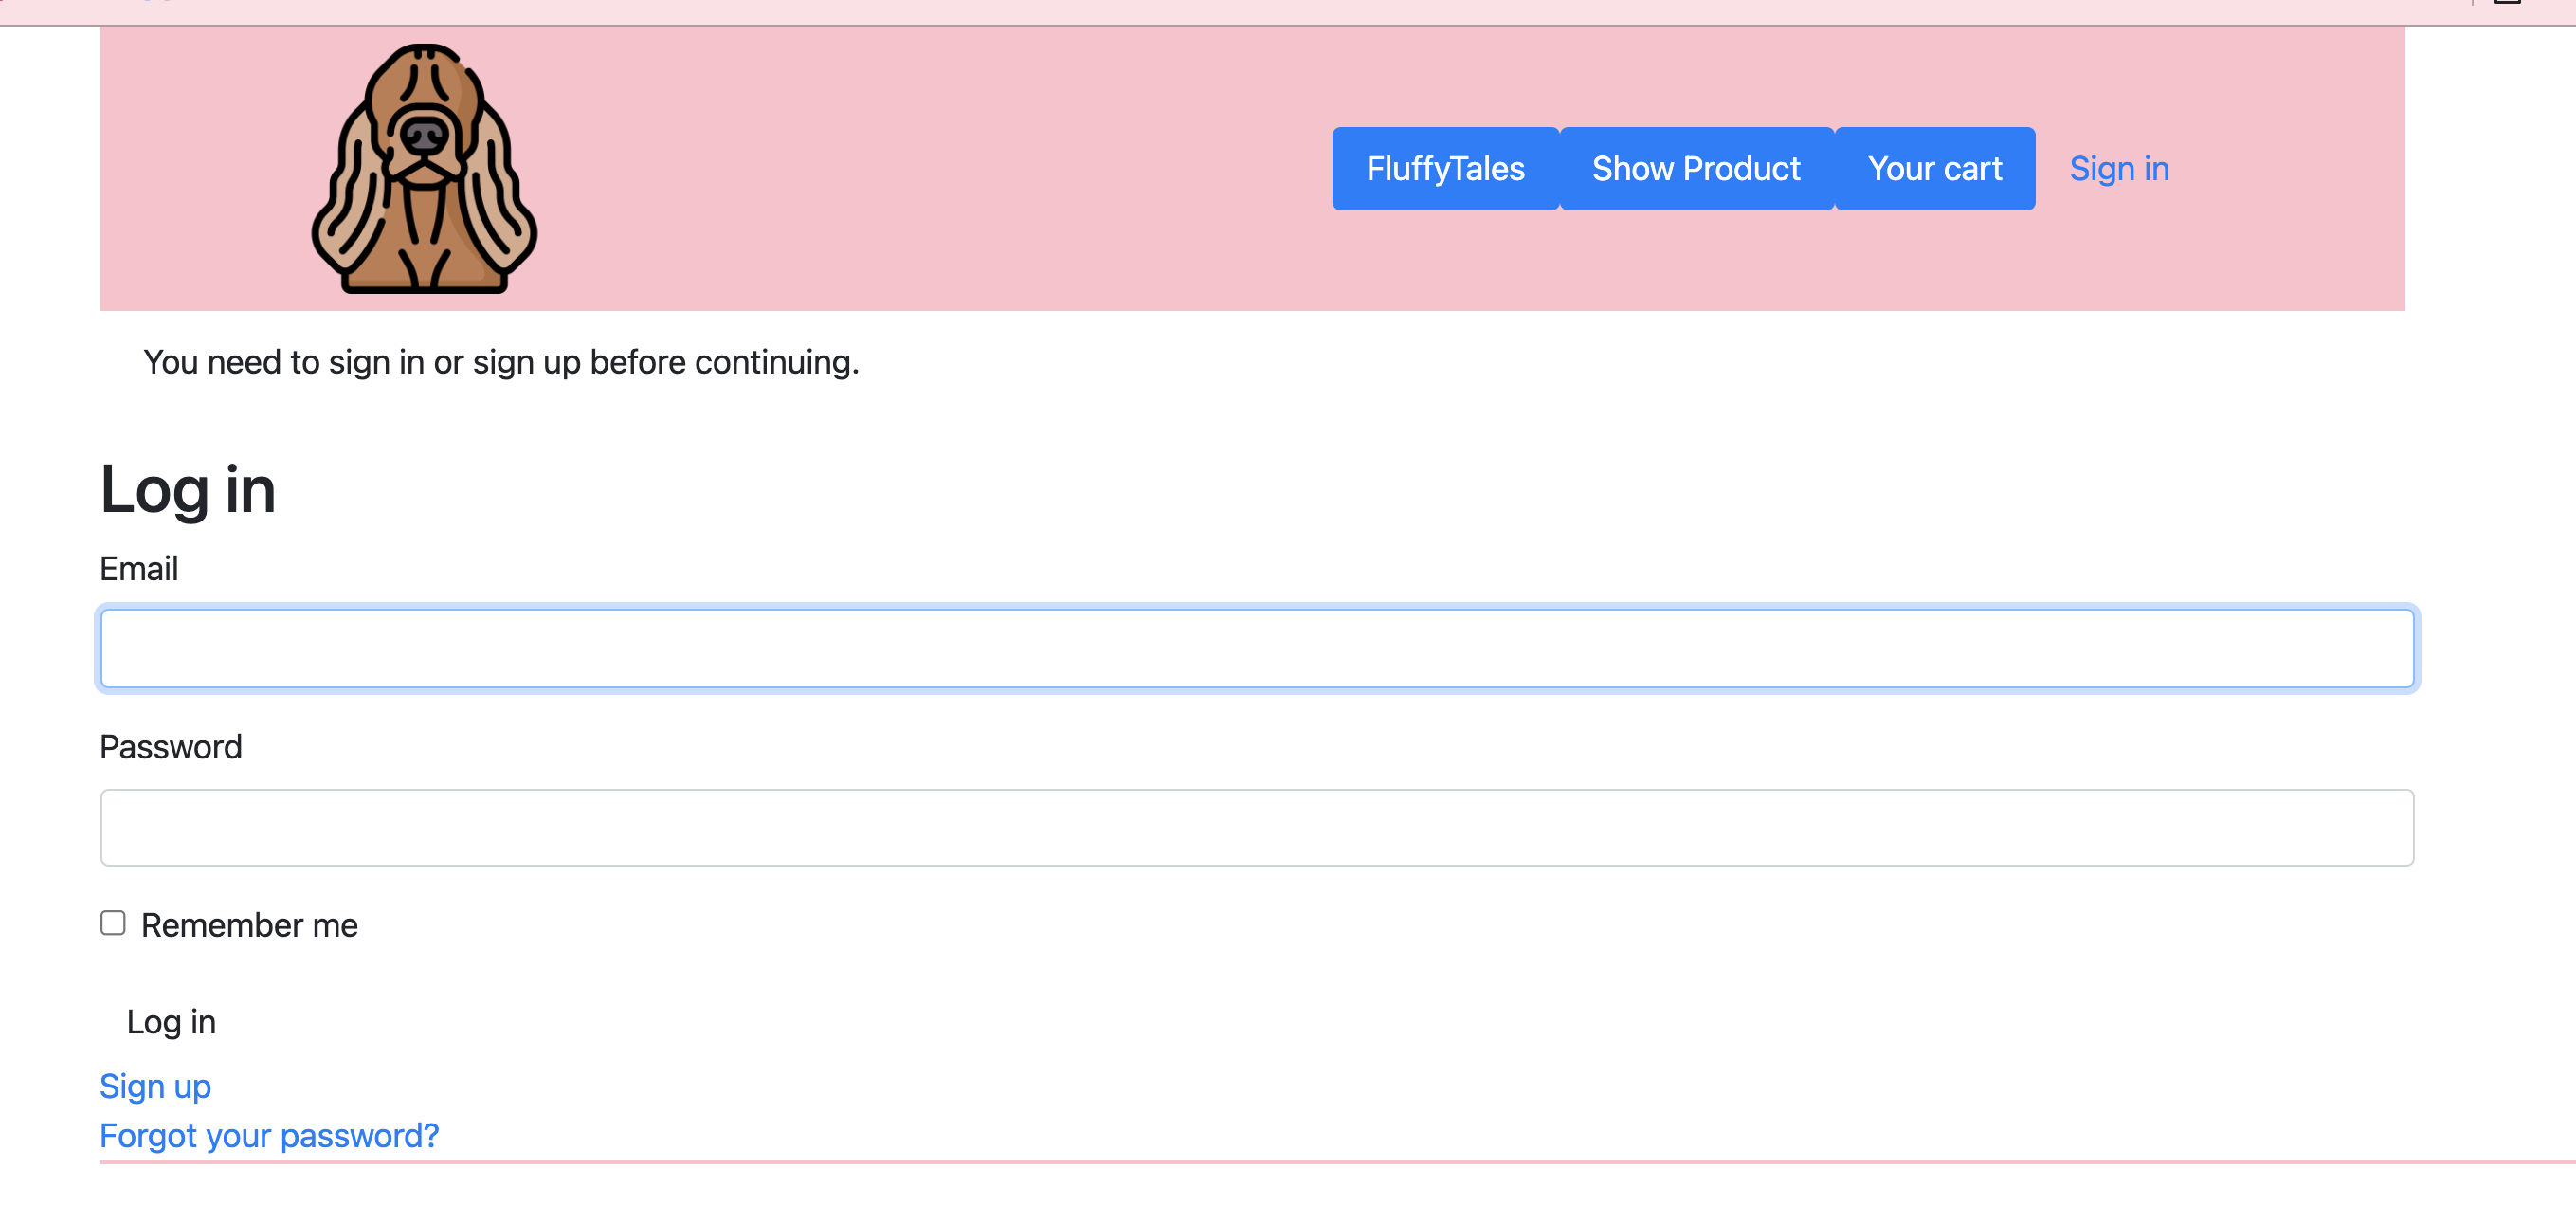 FluffyTales Show Product Your cart Sign in
You need to sign in or sign up before continuing.
Log in
Email
Password
Remember me
Log in
Sign up
Forgot your password?